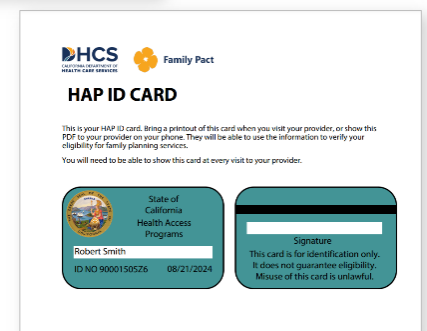 DHCS
CALIFORNIA DEPARTMENT OF
HEALTH CARE SERVICES
Family Pact
HAP ID CARD
This is your HAP ID card. Bring a printout of this card when you visit your provider, or show this
PDF to your provider on your phone. They will be able to use the information to verify your
eligibility for family planning services.
You will need to be able to show this card at every visit to your provider.
State of
California
Health Access
Programs
Robert Smith
ID NO 90001505Z6 08/21/2024
Signature
This card is for identification only.
It does not guarantee eligibility.
Misuse of this card is unlawful.